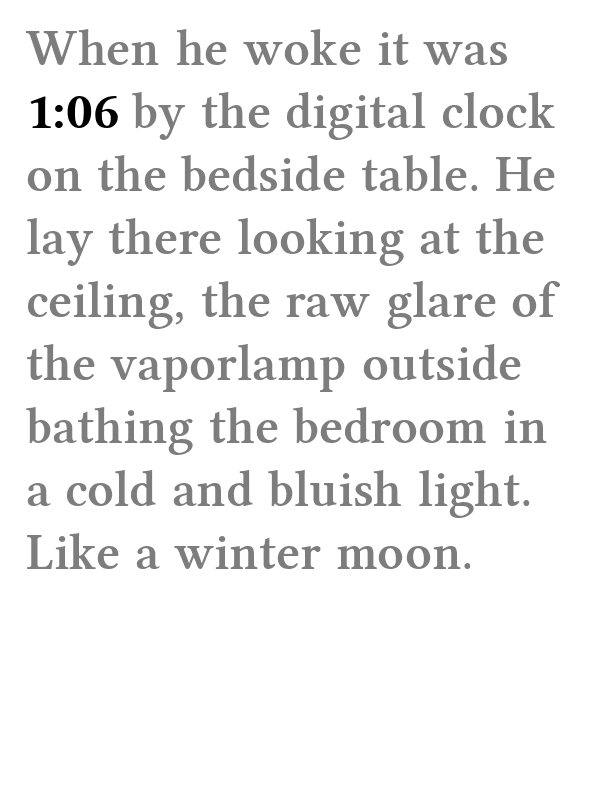 When he woke it was
1:06 by the digital clock
on the bedside table. He
lay there looking at the
ceiling, the raw glare of
the vaporlamp outside
bathing the bedroom in
a cold and bluish light.
Like a winter moon.